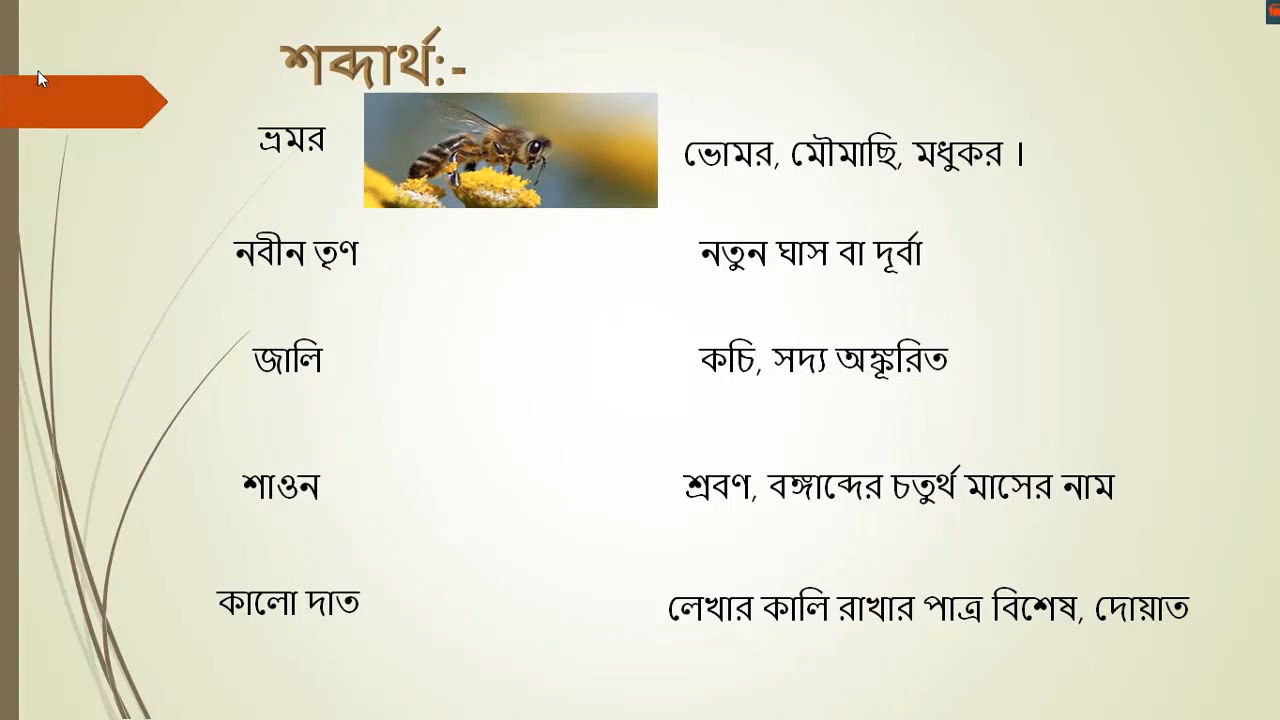 শব্দার্থ:-
ভ্রমর ভোমর, মৌমাছি, মধুকর ।
নবীন তৃণ নতুন ঘাস বা দূর্বা
জালি কচি, সদ্য অঙ্কূরিত
শাওন শ্রবণ, বঙ্গাব্দের চতুর্থ মাসের নাম
কালো দাত লেখার কালি রাখার পাত্র বিশেষ, দোয়াত